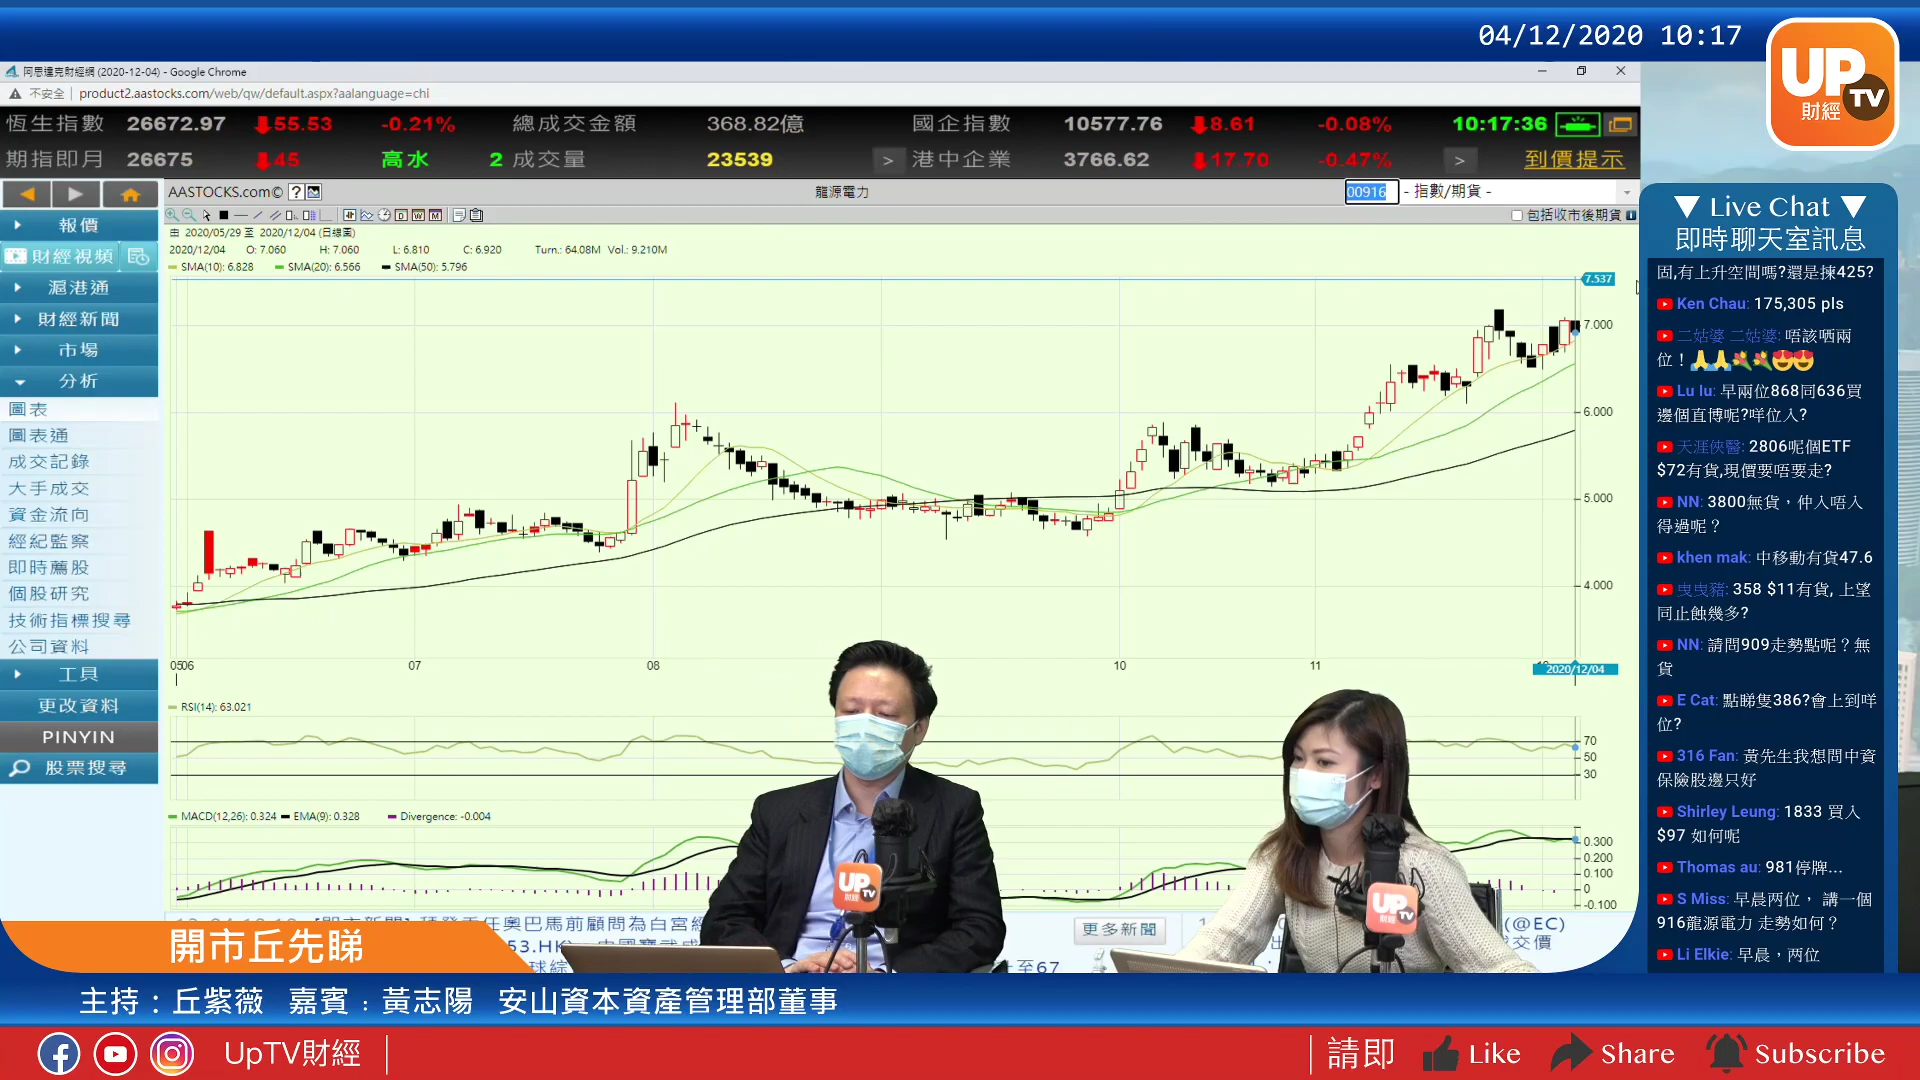 04/12/2020 10:17
UP
財經 TV
阿思達克財經網 (2020-12-04) - Google Chrome
不安全 | product2.aastocks.com/web/qw/default.aspx?aalanguage=chi
恆生指數 26672.97 55.53 -0.21% 總成交金額 368.82億 國企指數 10577.76 8.61 -0.08% 10:17:36
期指即月 26675 45 高水 2 成交量 23539 > 港中企業 3766.62 17.70 -0.47% > 到價提示
AASTOCKS.com© ? 龍源電力 00916 - 指數/期貨 -
包括收市後期貨
由 2020/05/29 至 2020/12/04 (日線圖)
2020/12/04 O: 7.060 H: 7.060 L: 6.810 C: 6.920 Turn.: 64.08M Vol.: 9.210M
SMA(10): 6.828 SMA(20): 6.566 SMA(50): 5.796
7.537
7.000
6.000
5.000
4.000
0506 07 08 10 11
2020/12/04
RSI(14): 63.021
70
50
30
MACD(12,26): 0.324 EMA(9): 0.328 Divergence: -0.004
0.300
0.200
0.100
0
-0.100
報價
財經視頻
滬港通
財經新聞
市場
分析
圖表
圖表通
成交記錄
大手成交
資金流向
經紀監察
即時薦股
個股研究
技術指標搜尋
公司資料
工具
更改資料
PINYIN
股票搜尋
更多新聞
(@EC)
交價
53.HK)
球綜
至67
▼ Live Chat ▼
即時聊天室訊息
固,有上升空間嗎?還是揀425?
Ken Chau: 175,305 pls
二姑婆 二姑婆: 唔該哂兩
位！🙏🙏💐💐😍😍
Lu lu: 早兩位868同636買
邊個直博呢?咩位入?
天涯俠醫: 2806呢個ETF
$72有貨,現價要唔要走?
NN: 3800無貨，仲入唔入
得過呢？
khen mak: 中移動有貨47.6
曳曳豬: 358 $11有貨, 上望
同止蝕幾多?
NN: 請問909走勢點呢？無
貨
E Cat: 點睇隻386?會上到咩
位?
316 Fan: 黃先生我想問中資
保險股邊只好
Shirley Leung: 1833 買入
$97 如何呢
Thomas au: 981停牌...
S Miss: 早晨两位， 講一個
916龍源電力 走勢如何？
Li Elkie: 早晨，两位
UP
財經 TV
UP
財經 TV
開市丘先睇
主持：丘紫薇 嘉賓：黃志陽 安山資本資產管理部董事
UpTV財經
請即 Like Share Subscribe